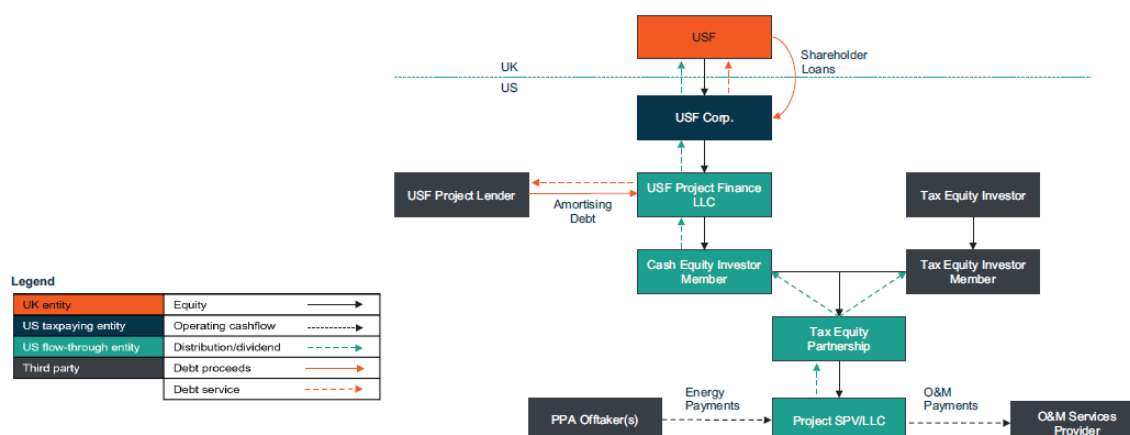 USF
Shareholder
Loans
UK
US
USF Corp.
USF Project Lender
USF Project Finance
LLC
Tax Equity Investor
Amortising
Debt
Cash Equity Investor
Member
Tax Equity Investor
Member
Legend
UK entity
Equity
US taxpaying entity
Operating cashflow
US flow-through entity
Distribution/dividend
Third party
Debt proceeds
Debt service
Tax Equity
Partnership
Energy
Payments
O&M
Payments
PPA Offtaker(s)
Project SPV/LLC
O&M Services
Provider